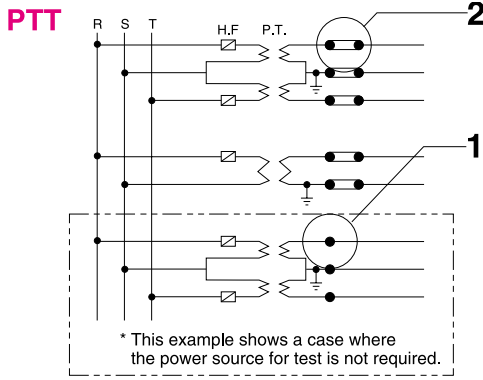 PTT
R S T H.F P.T.
2
1
* This example shows a case where
the power source for test is not required.